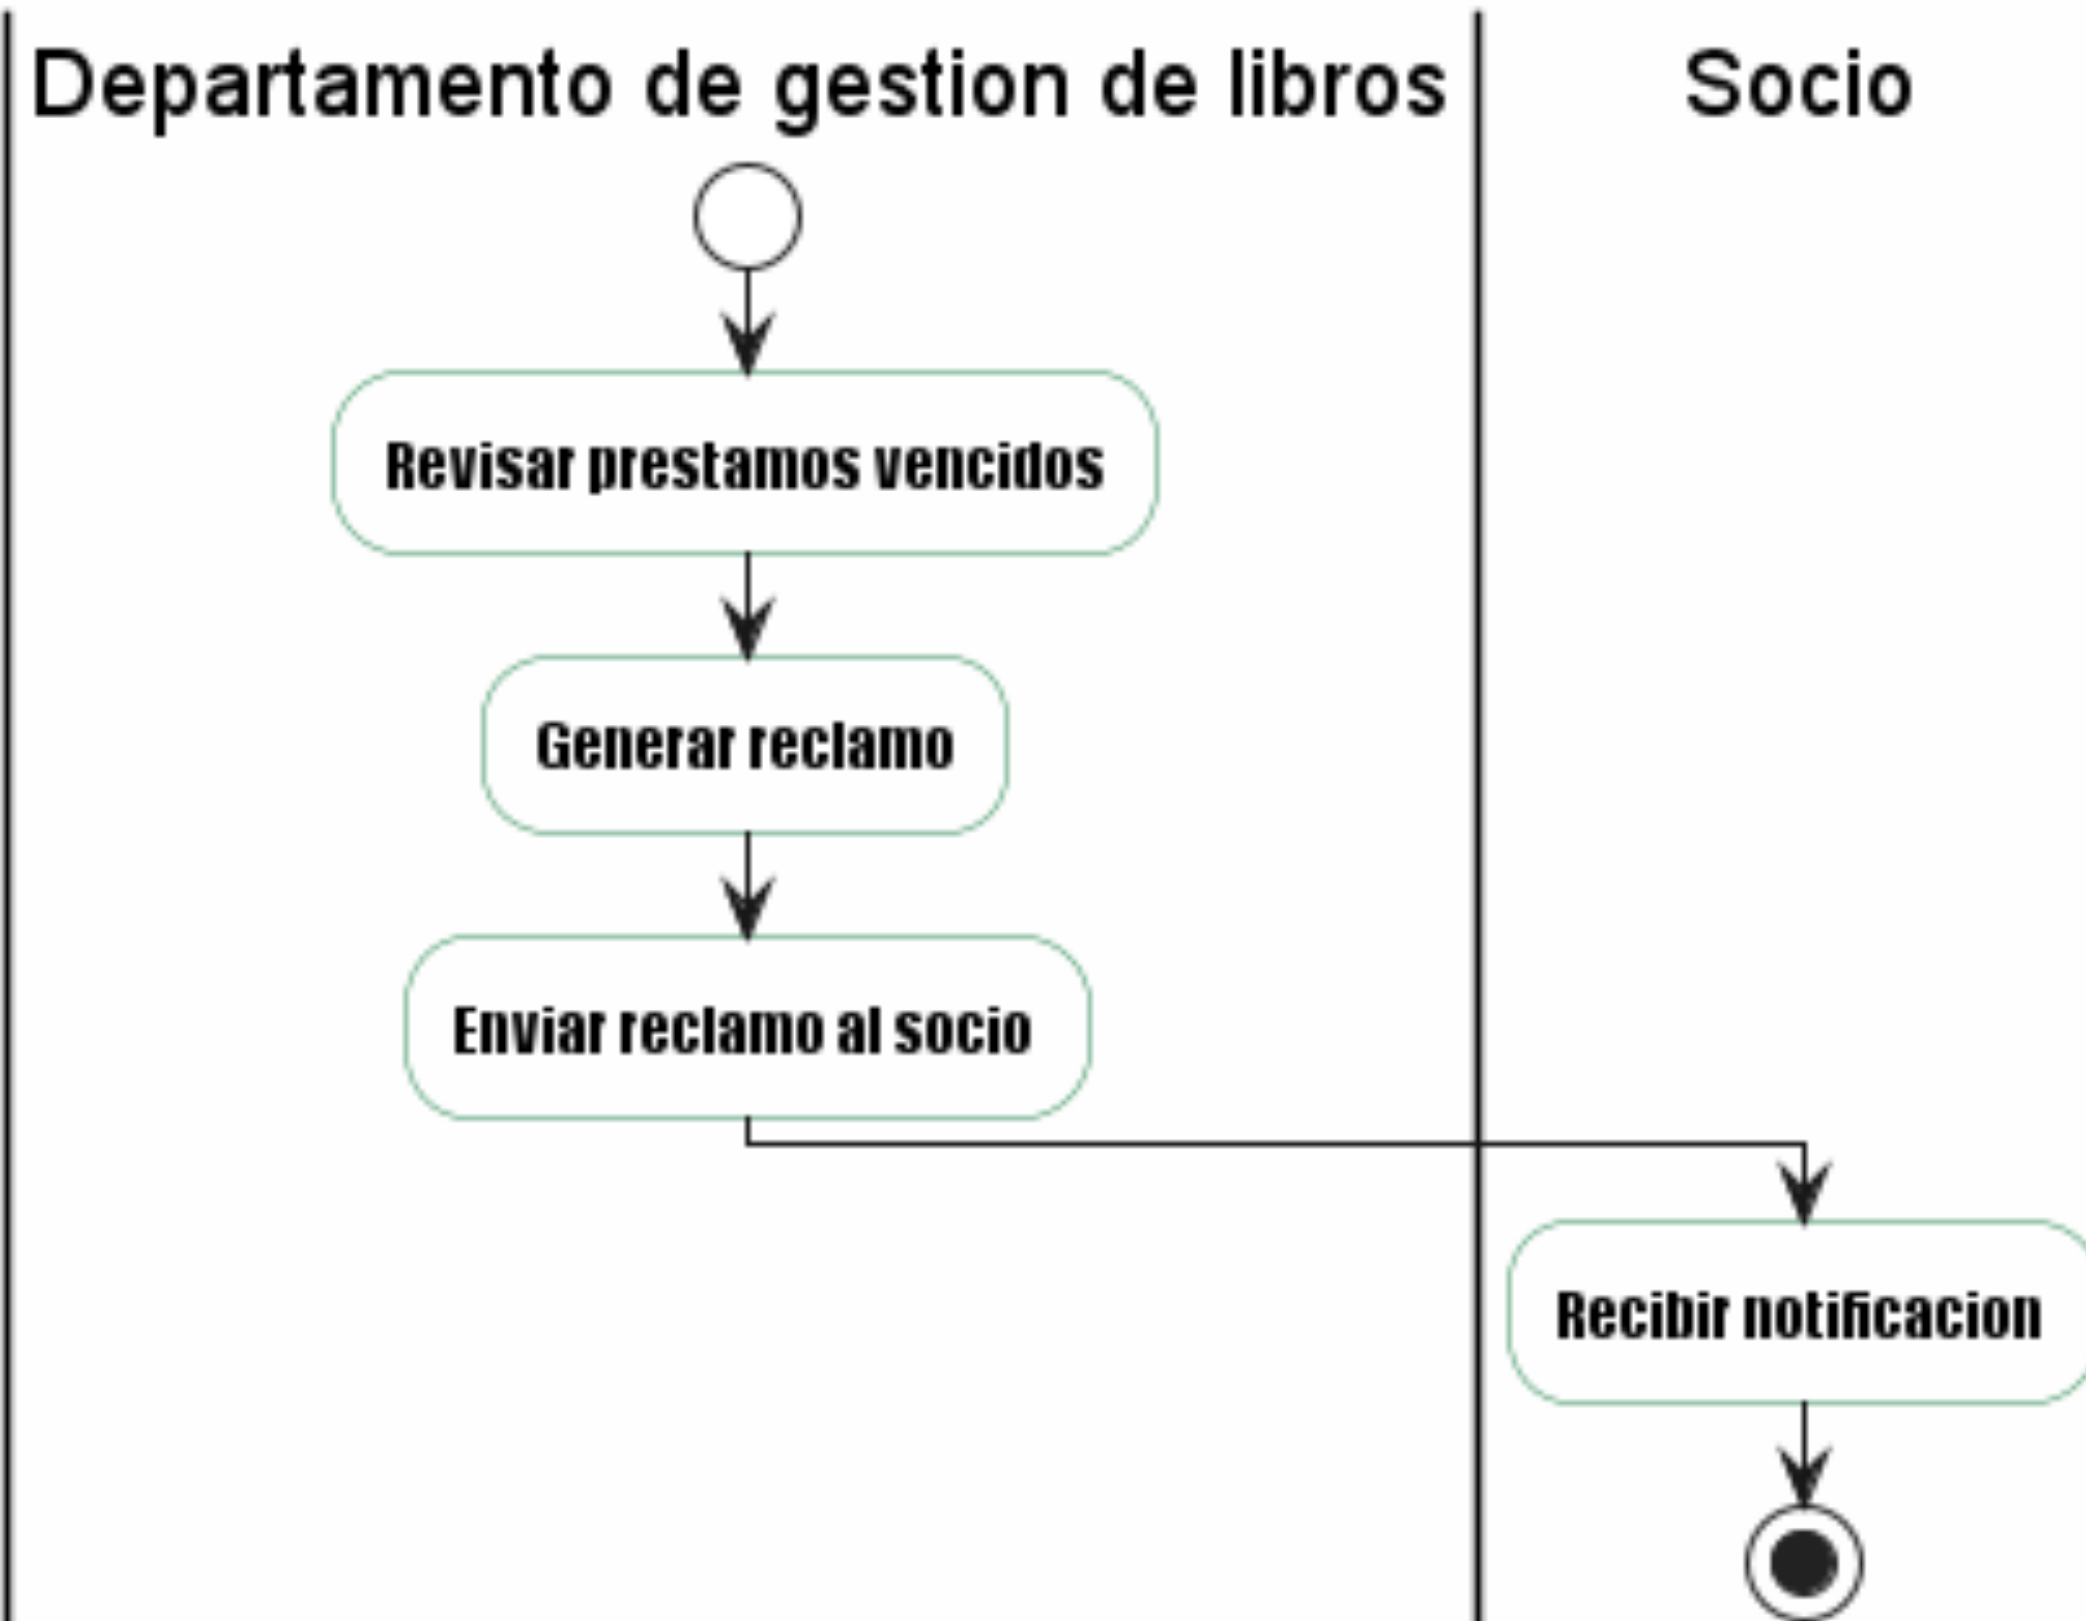 Departamento de gestion de libros
Socio
Revisar prestamos vencidos
Generar reclamo
Enviar reclamo al socio
Recibir notificacion